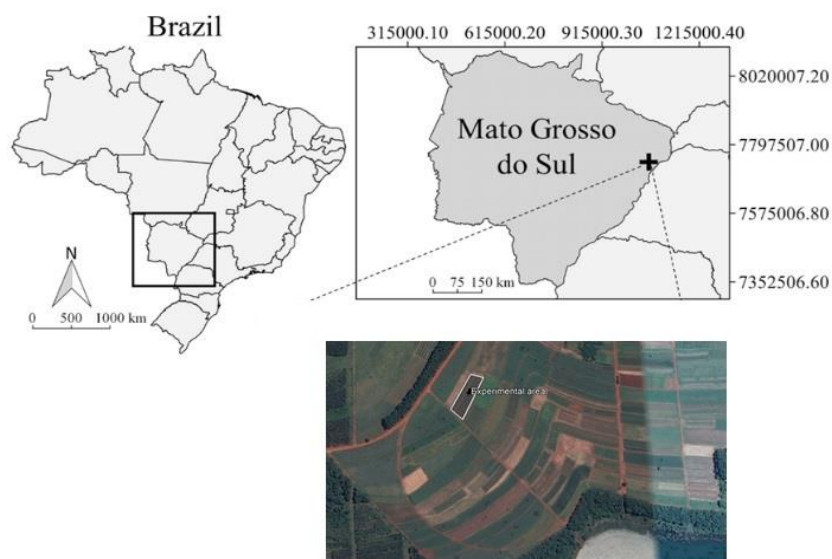 Brazil
N
0 500 1000 km
315000.10 615000.20 915000.30 1215000.40
8020007.20
7797507.00
7575006.80
7352506.60
Mato Grosso
do Sul
0 75 150 km
Experimental area